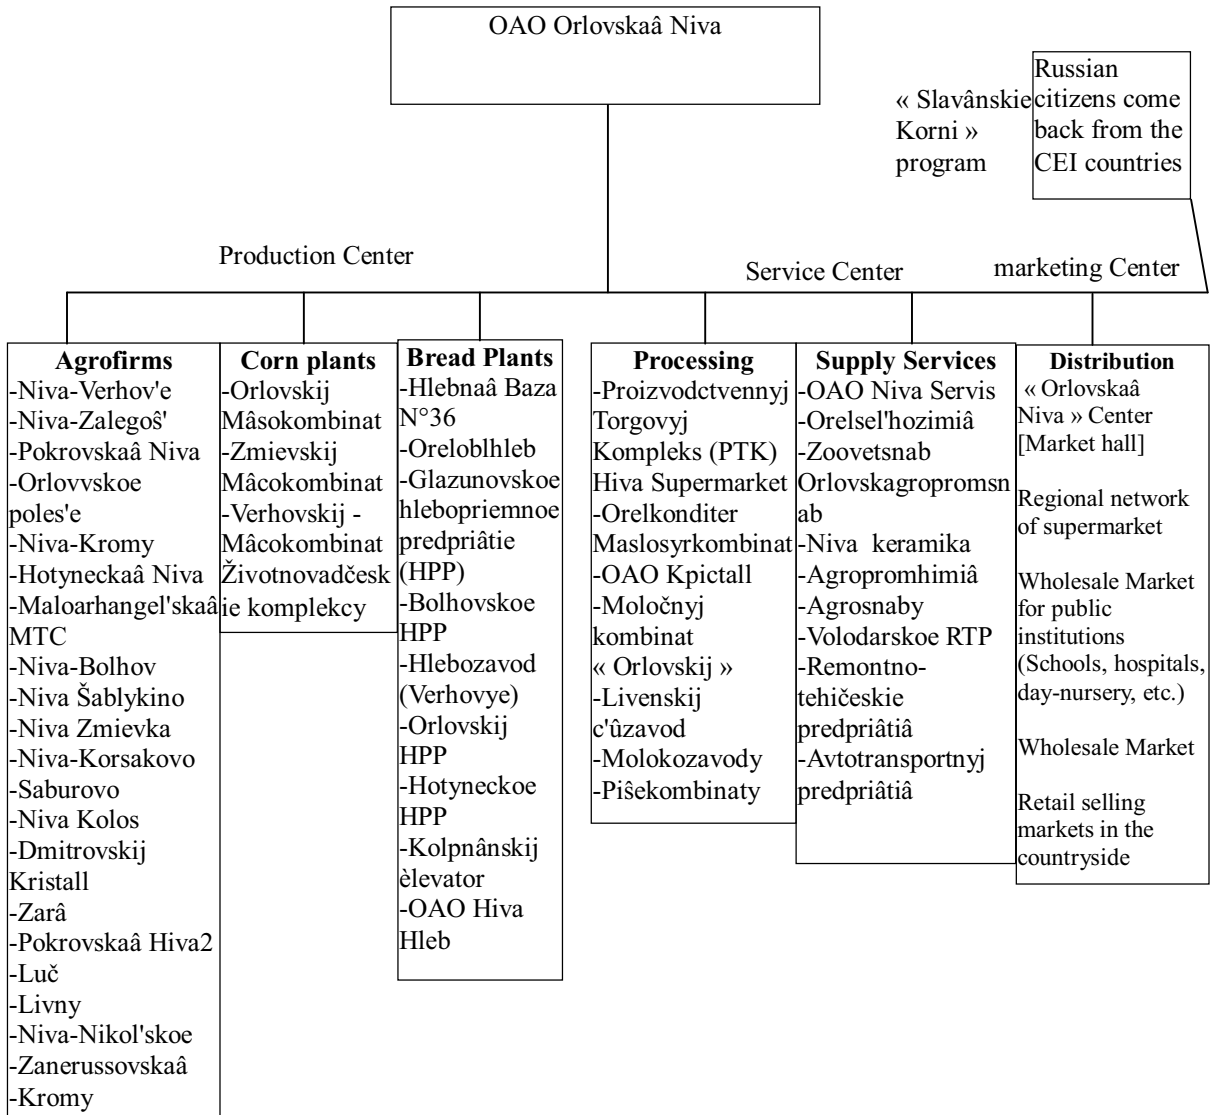 OAO Orlovskaâ Niva
« Slavânskie
Korni »
program
Russian
citizens come
back from the
CEI countries
Production Center
Service Center
marketing Center
Agrofirms
-Niva-Verhov'e
-Niva-Zalegoŝ'
-Pokrovskaâ Niva
-Orlovvskoe
poles'e
-Niva-Kromy
-Hotyneckaâ Niva
-Maloarhangel'skaâ
MTC
-Niva-Bolhov
-Niva Šablykino
-Niva Zmievka
-Niva-Korsakovo
-Saburovo
-Niva Kolos
-Dmitrovskij
Kristall
-Zarâ
-Pokrovskaâ Hiva2
-Luč
-Livny
-Niva-Nikol'skoe
-Zanerussovskaâ
-Kromy
Corn plants
-Orlovskij
Mâsokombinat
-Zmievskij
Mâcokombinat
-Verhovskij -
Mâcokombinat
Životnovadčesk
ie komplekcy
Bread Plants
-Hlebnaâ Baza
N°36
-Oreloblhleb
-Glazunovskoe
hlebopriemnoe
predpriâtie
(HPP)
-Bolhovskoe
HPP
-Hlebozavod
(Verhovye)
-Orlovskij
HPP
-Hotyneckoe
HPP
-Kolpnânskij
èlevator
-OAO Hiva
Hleb
Processing
-Proizvodctvennyj
Torgovyj
Kompleks (PTK)
Hiva Supermarket
-Orelkonditer
Maslosyrkombinat
-OAO Kpictall
-Moločnyj
kombinat
« Orlovskij »
-Livenskij
c'ûzavod
-Molokozavody
-Piŝekombinaty
Supply Services
-OAO Niva Servis
-Orelsel'hozimiâ
-Zoovetsnab
Orlovskagropromsn
ab
-Niva  keramika
-Agropromhimiâ
-Agrosnaby
-Volodarskoe RTP
-Remontno-
tehičeskie
predpriâtiâ
-Avtotransportnyj
predpriâtiâ
Distribution
« Orlovskaâ
Niva » Center
[Market hall]
Regional network
of supermarket
Wholesale Market
for public
institutions
(Schools, hospitals,
day-nursery, etc.)
Wholesale Market
Retail selling
markets in the
countryside